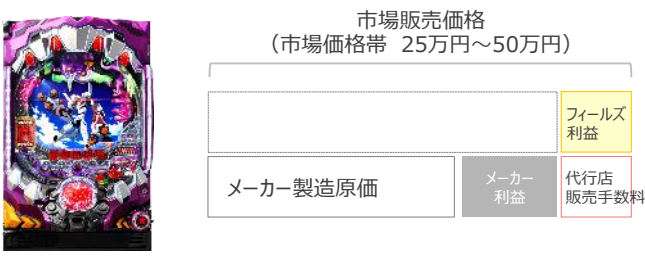 市場販売価格
（市場価格帯 25万円～50万円）
フィールズ
利益
メーカー製造原価
メーカー
利益
代行店
販売手数料